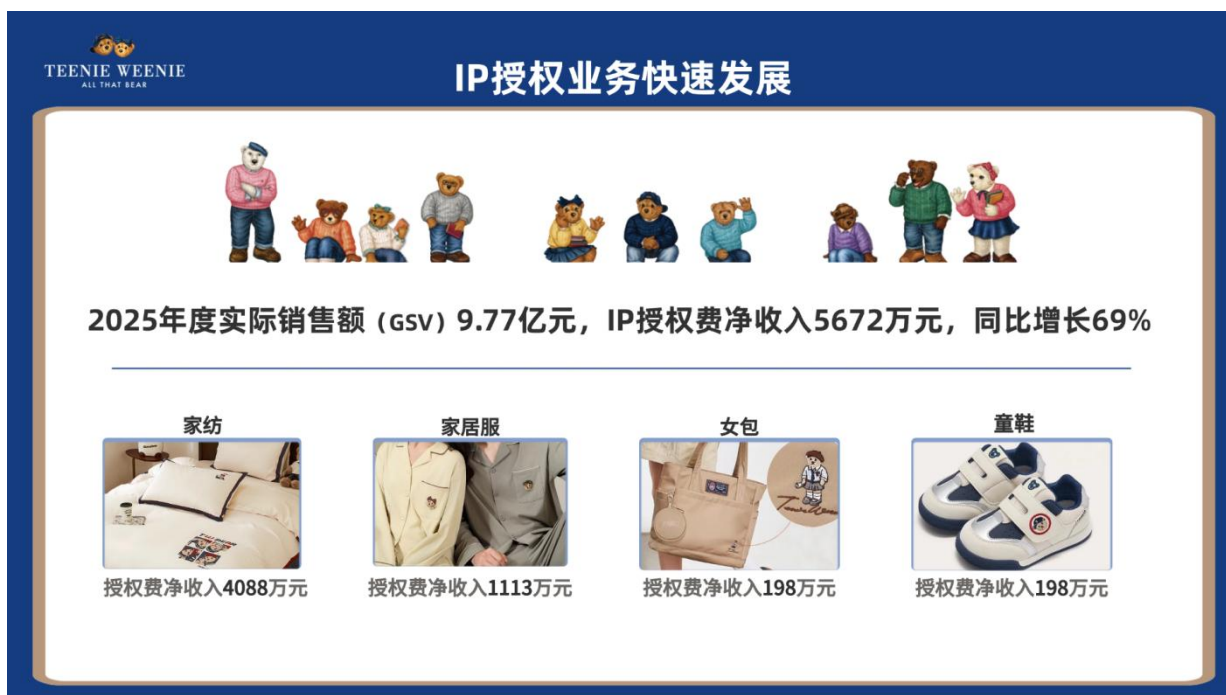 TEENIE WEENIE
ALL THAT BEAR
IP授权业务快速发展
2025年度实际销售额（GSV）9.77亿元，IP授权费净收入5672万元，同比增长69%
家纺
家居服
女包
童鞋
授权费净收入4088万元
授权费净收入1113万元
授权费净收入198万元
授权费净收入198万元